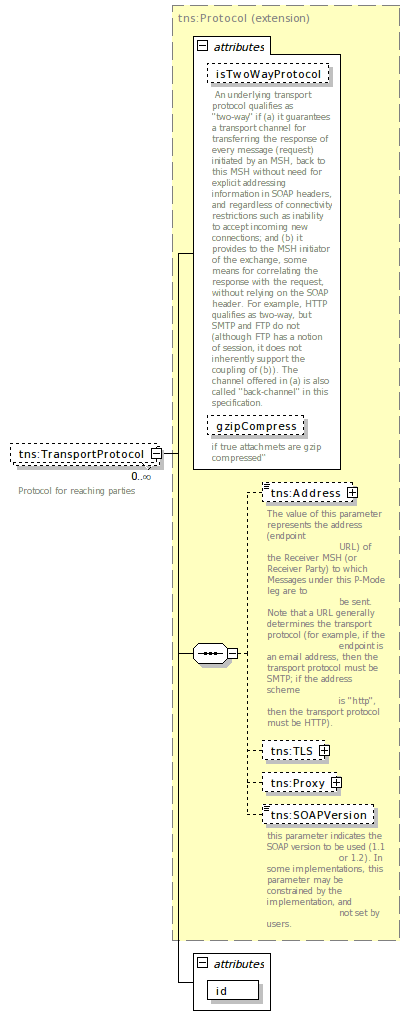 tns:Protocol (extension)
attributes
isTwoWayProtocol
An underlying transport
protocol qualifies as
"two-way" if (a) it guarantees
a transport channel for
transferring the response of
every message (request)
initiated by an MSH, back to
this MSH without need for
explicit addressing
information in SOAP headers,
and regardless of connectivity
restrictions such as inability
to accept incoming new
connections; and (b) it
provides to the MSH initiator
of the exchange, some
means for correlating the
response with the request,
without relying on the SOAP
header. For example, HTTP
qualifies as two-way, but
SMTP and FTP do not
(although FTP has a notion
of session, it does not
inherently support the
coupling of (b)). The
channel offered in (a) is also
called "back-channel" in this
specification.
gzipCompress
if true attachmets are gzip
compressed"
tns:TransportProtocol
0..∞
Protocol for reaching parties
tns:Address
The value of this parameter
represents the address
(endpoint
URL) of
the Receiver MSH (or
Receiver Party) to which
Messages under this P-Mode
leg are to
be sent.
Note that a URL generally
determines the transport
protocol (for example, if the
endpoint is
an email address, then the
transport protocol must be
SMTP; if the address
scheme
is "http",
then the transport protocol
must be HTTP).
tns:TLS
tns:Proxy
tns:SOAPVersion
this parameter indicates the
SOAP version to be used (1.1
or 1.2). In
some implementations, this
parameter may be
constrained by the
implementation, and
not set by
users.
attributes
id